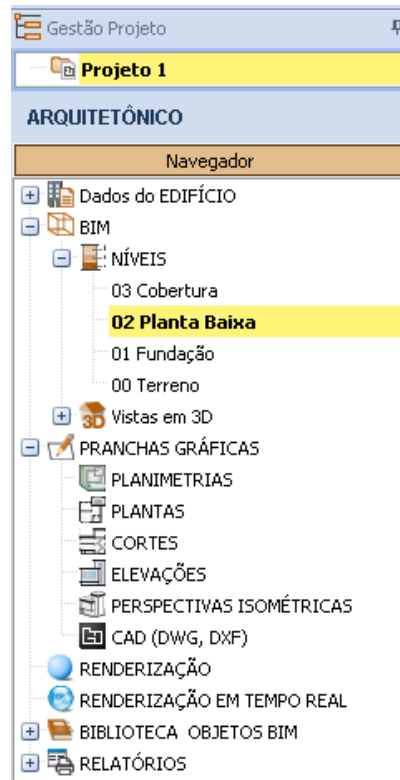 Gestão Projeto
Projeto 1
ARQUITETÔNICO
Navegador
Dados do EDIFÍCIO
BIM
NÍVEIS
03 Cobertura
02 Planta Baixa
01 Fundação
00 Terreno
3D Vistas em 3D
PRANCHAS GRÁFICAS
PLANIMETRIAS
PLANTAS
CORTES
ELEVAÇÕES
PERSPECTIVAS ISOMÉTRICAS
CAD (DWG, DXF)
RENDERIZAÇÃO
RENDERIZAÇÃO EM TEMPO REAL
BIBLIOTECA OBJETOS BIM
RELATÓRIOS